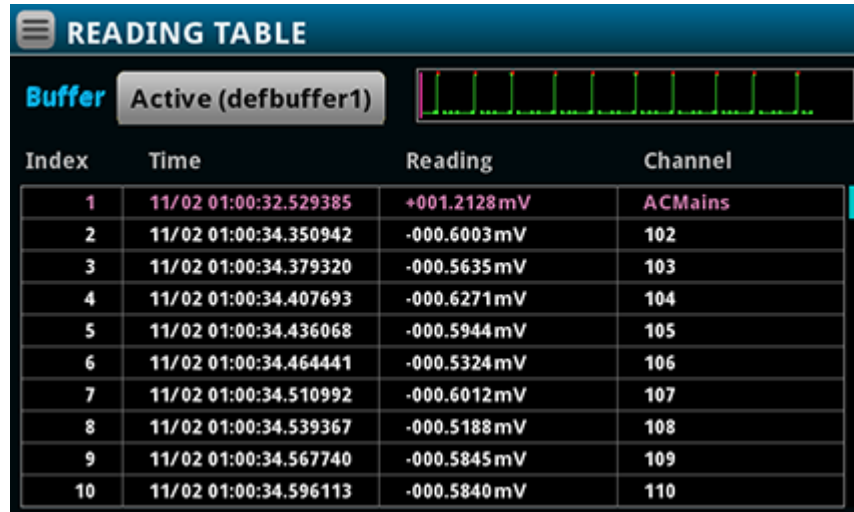 READING TABLE
Buffer Active (defbuffer1)
Index Time Reading Channel
1 11/02 01:00:32.529385 +001.2128mV ACMains
2 11/02 01:00:34.350942 -000.6003mV 102
3 11/02 01:00:34.379320 -000.5635mV 103
4 11/02 01:00:34.407693 -000.6271mV 104
5 11/02 01:00:34.436068 -000.5944mV 105
6 11/02 01:00:34.464441 -000.5324mV 106
7 11/02 01:00:34.510992 -000.6012mV 107
8 11/02 01:00:34.539367 -000.5188mV 108
9 11/02 01:00:34.567740 -000.5845mV 109
10 11/02 01:00:34.596113 -000.5840mV 110